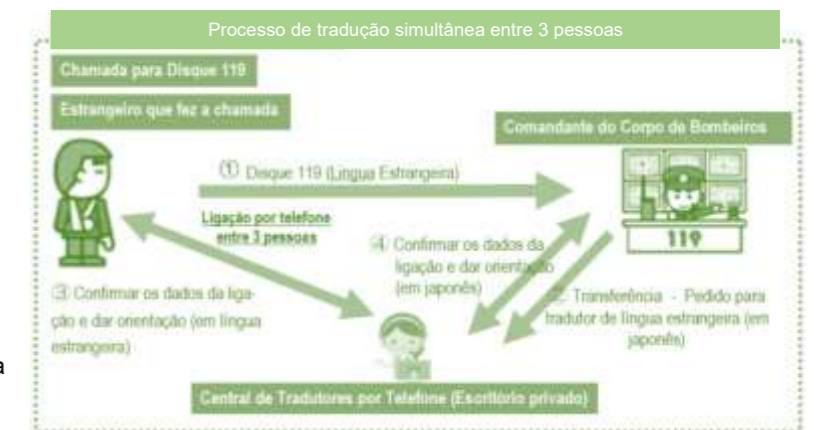 Processo de tradução simultânea entre 3 pessoas
Chamada para Disque 119
Estrangeiro que fez a chamada
Comandante do Corpo de Bombeiros
① Disque 119 (Lingua Estrangeira)
Ligação por telefone
entre 3 pessoas
119
④ Confirmar os dados da
ligação e dar orientação
(em japonês)
③ Confirmar os dados da liga-
ção e dar orientação (em língua
estrangeira)
② Transferência - Pedido para
tradutor de língua estrangeira (em
japonês)
Central de Tradutores por Telefone (Escritório privado)
a